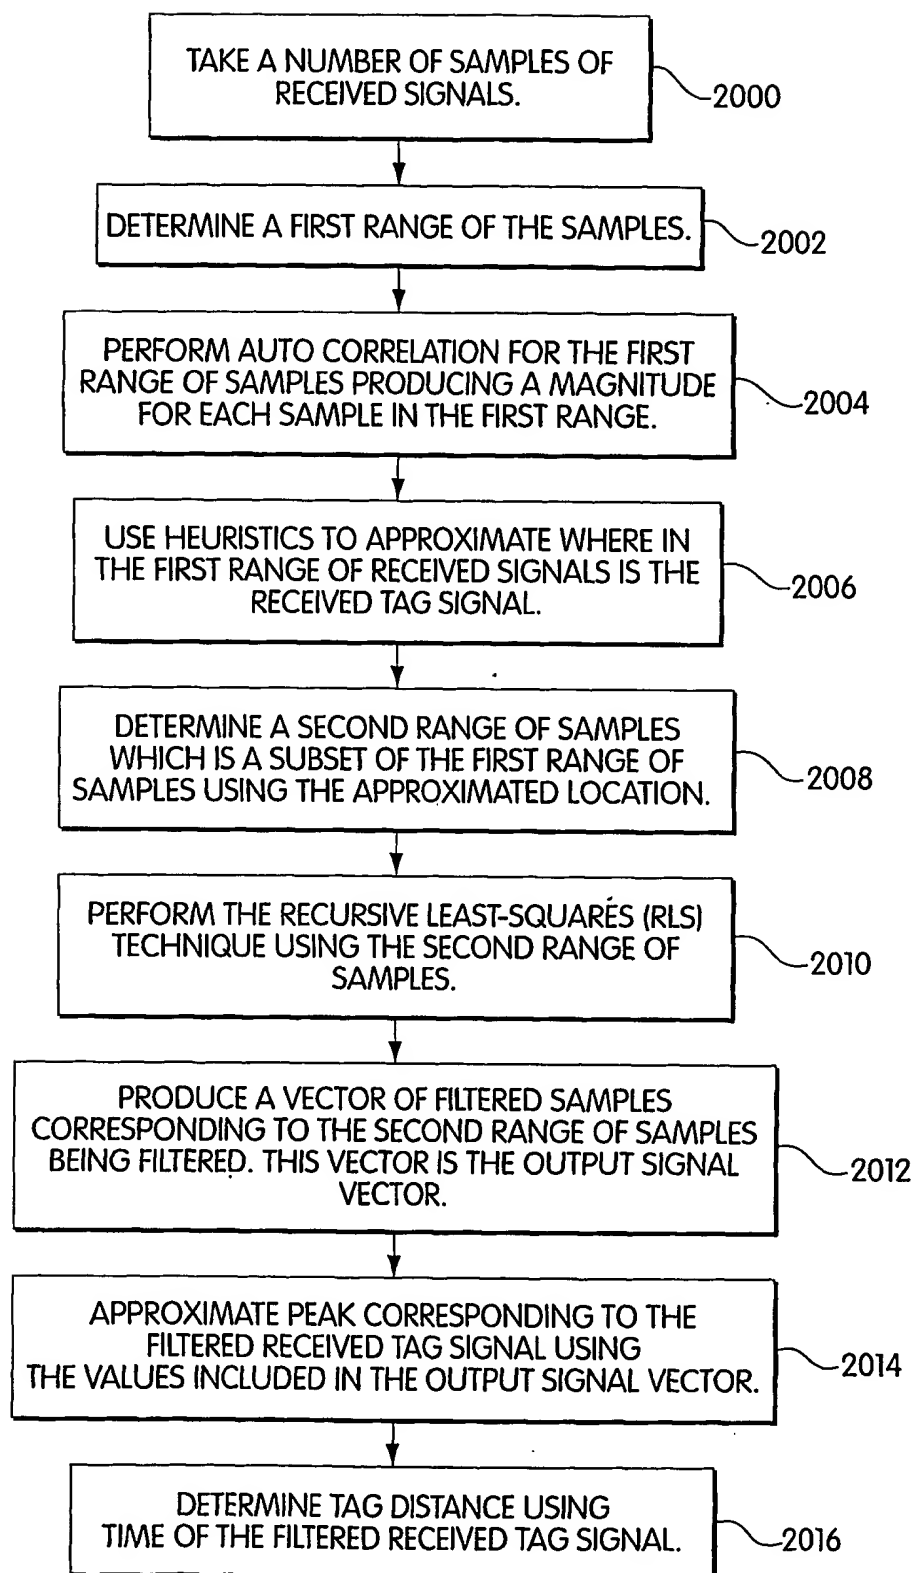 TAKE A NUMBER OF SAMPLES OF
RECEIVED SIGNALS.
2000
DETERMINE A FIRST RANGE OF THE SAMPLES.
2002
PERFORM AUTO CORRELATION FOR THE FIRST
RANGE OF SAMPLES PRODUCING A MAGNITUDE
FOR EACH SAMPLE IN THE FIRST RANGE.
2004
USE HEURISTICS TO APPROXIMATE WHERE IN
THE FIRST RANGE OF RECEIVED SIGNALS IS THE
RECEIVED TAG SIGNAL.
2006
DETERMINE A SECOND RANGE OF SAMPLES
WHICH IS A SUBSET OF THE FIRST RANGE OF
SAMPLES USING THE APPROXIMATED LOCATION.
2008
PERFORM THE RECURSIVE LEAST-SQUARES (RLS)
TECHNIQUE USING THE SECOND RANGE OF
SAMPLES.
2010
PRODUCE A VECTOR OF FILTERED SAMPLES
CORRESPONDING TO THE SECOND RANGE OF SAMPLES
BEING FILTERED. THIS VECTOR IS THE OUTPUT SIGNAL
VECTOR.
2012
APPROXIMATE PEAK CORRESPONDING TO THE
FILTERED RECEIVED TAG SIGNAL USING
THE VALUES INCLUDED IN THE OUTPUT SIGNAL VECTOR.
2014
DETERMINE TAG DISTANCE USING
TIME OF THE FILTERED RECEIVED TAG SIGNAL.
2016